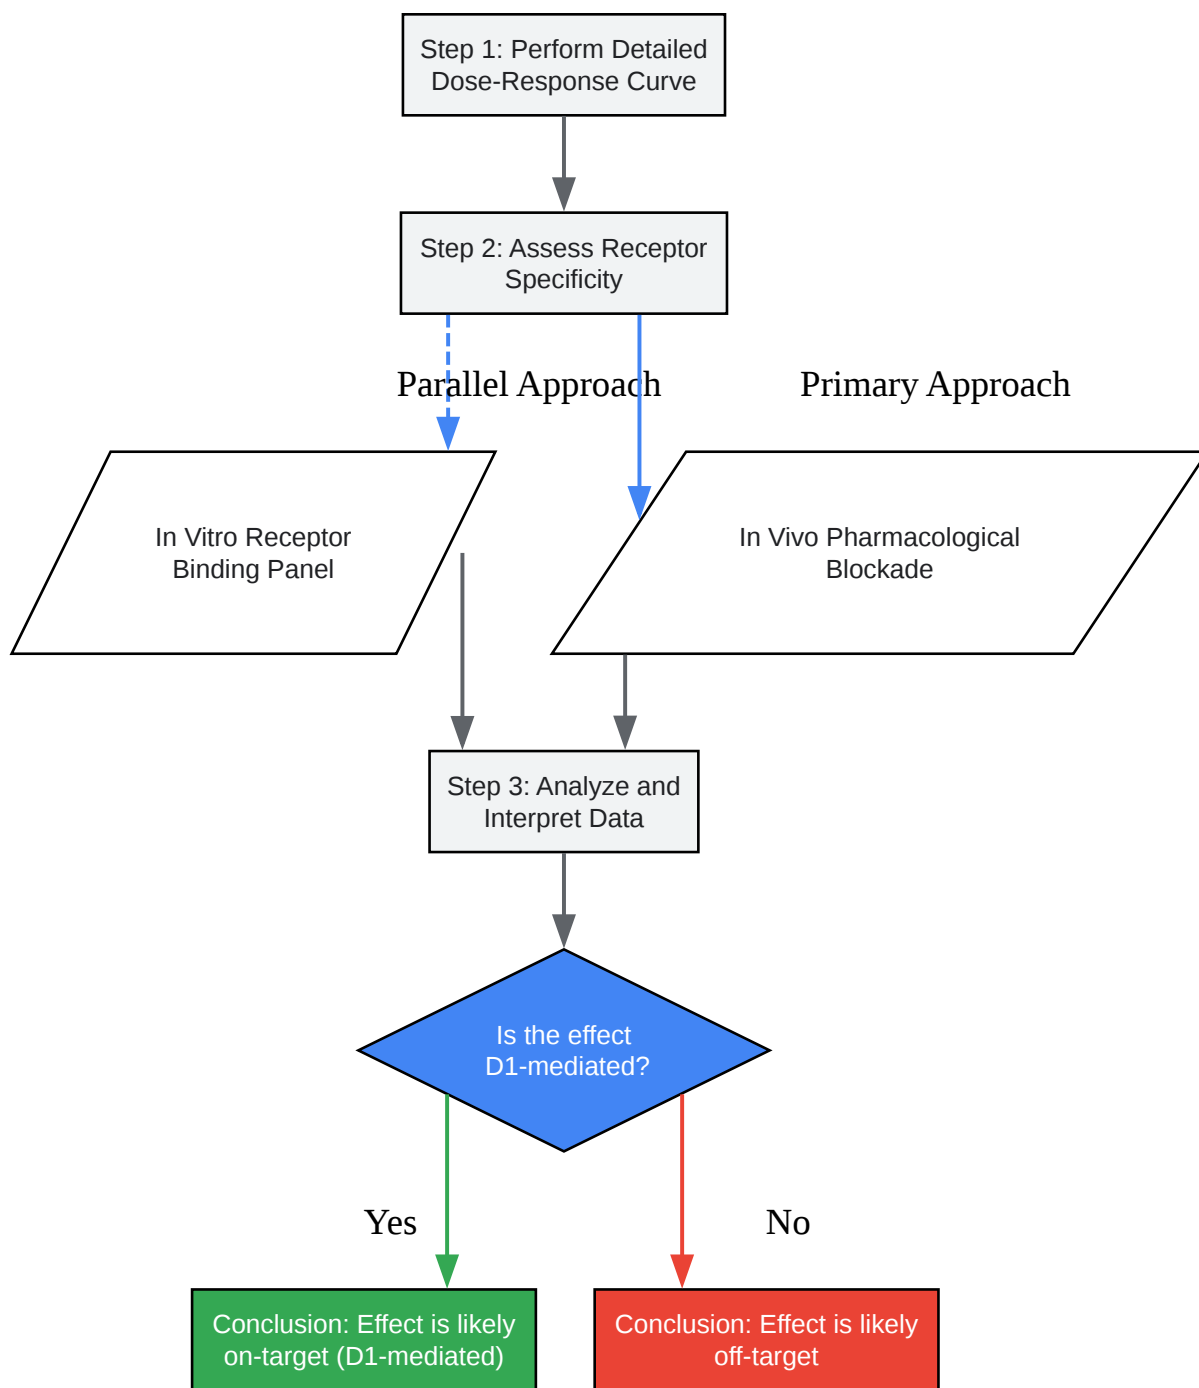 Step 1: Perform Detailed
Dose-Response Curve
Step 2: Assess Receptor
Specificity
Parallel Approach
Primary Approach
In Vitro Receptor
Binding Panel
In Vivo Pharmacological
Blockade
Step 3: Analyze and
Interpret Data
Is the effect
D1-mediated?
Yes
No
Conclusion: Effect is likely
on-target (D1-mediated)
Conclusion: Effect is likely
off-target